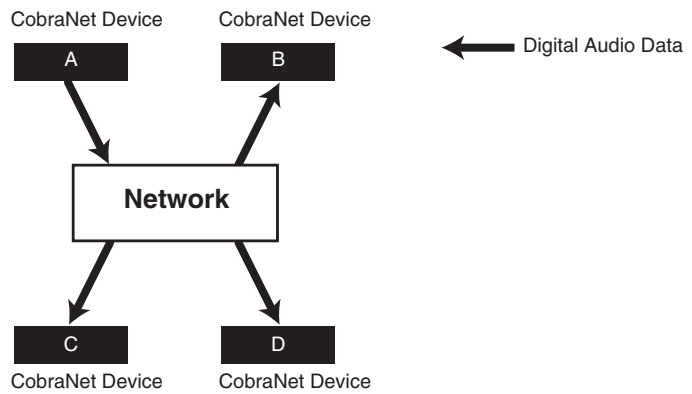 CobraNet Device
CobraNet Device
Digital Audio Data
A
B
Network
C
D
CobraNet Device
CobraNet Device